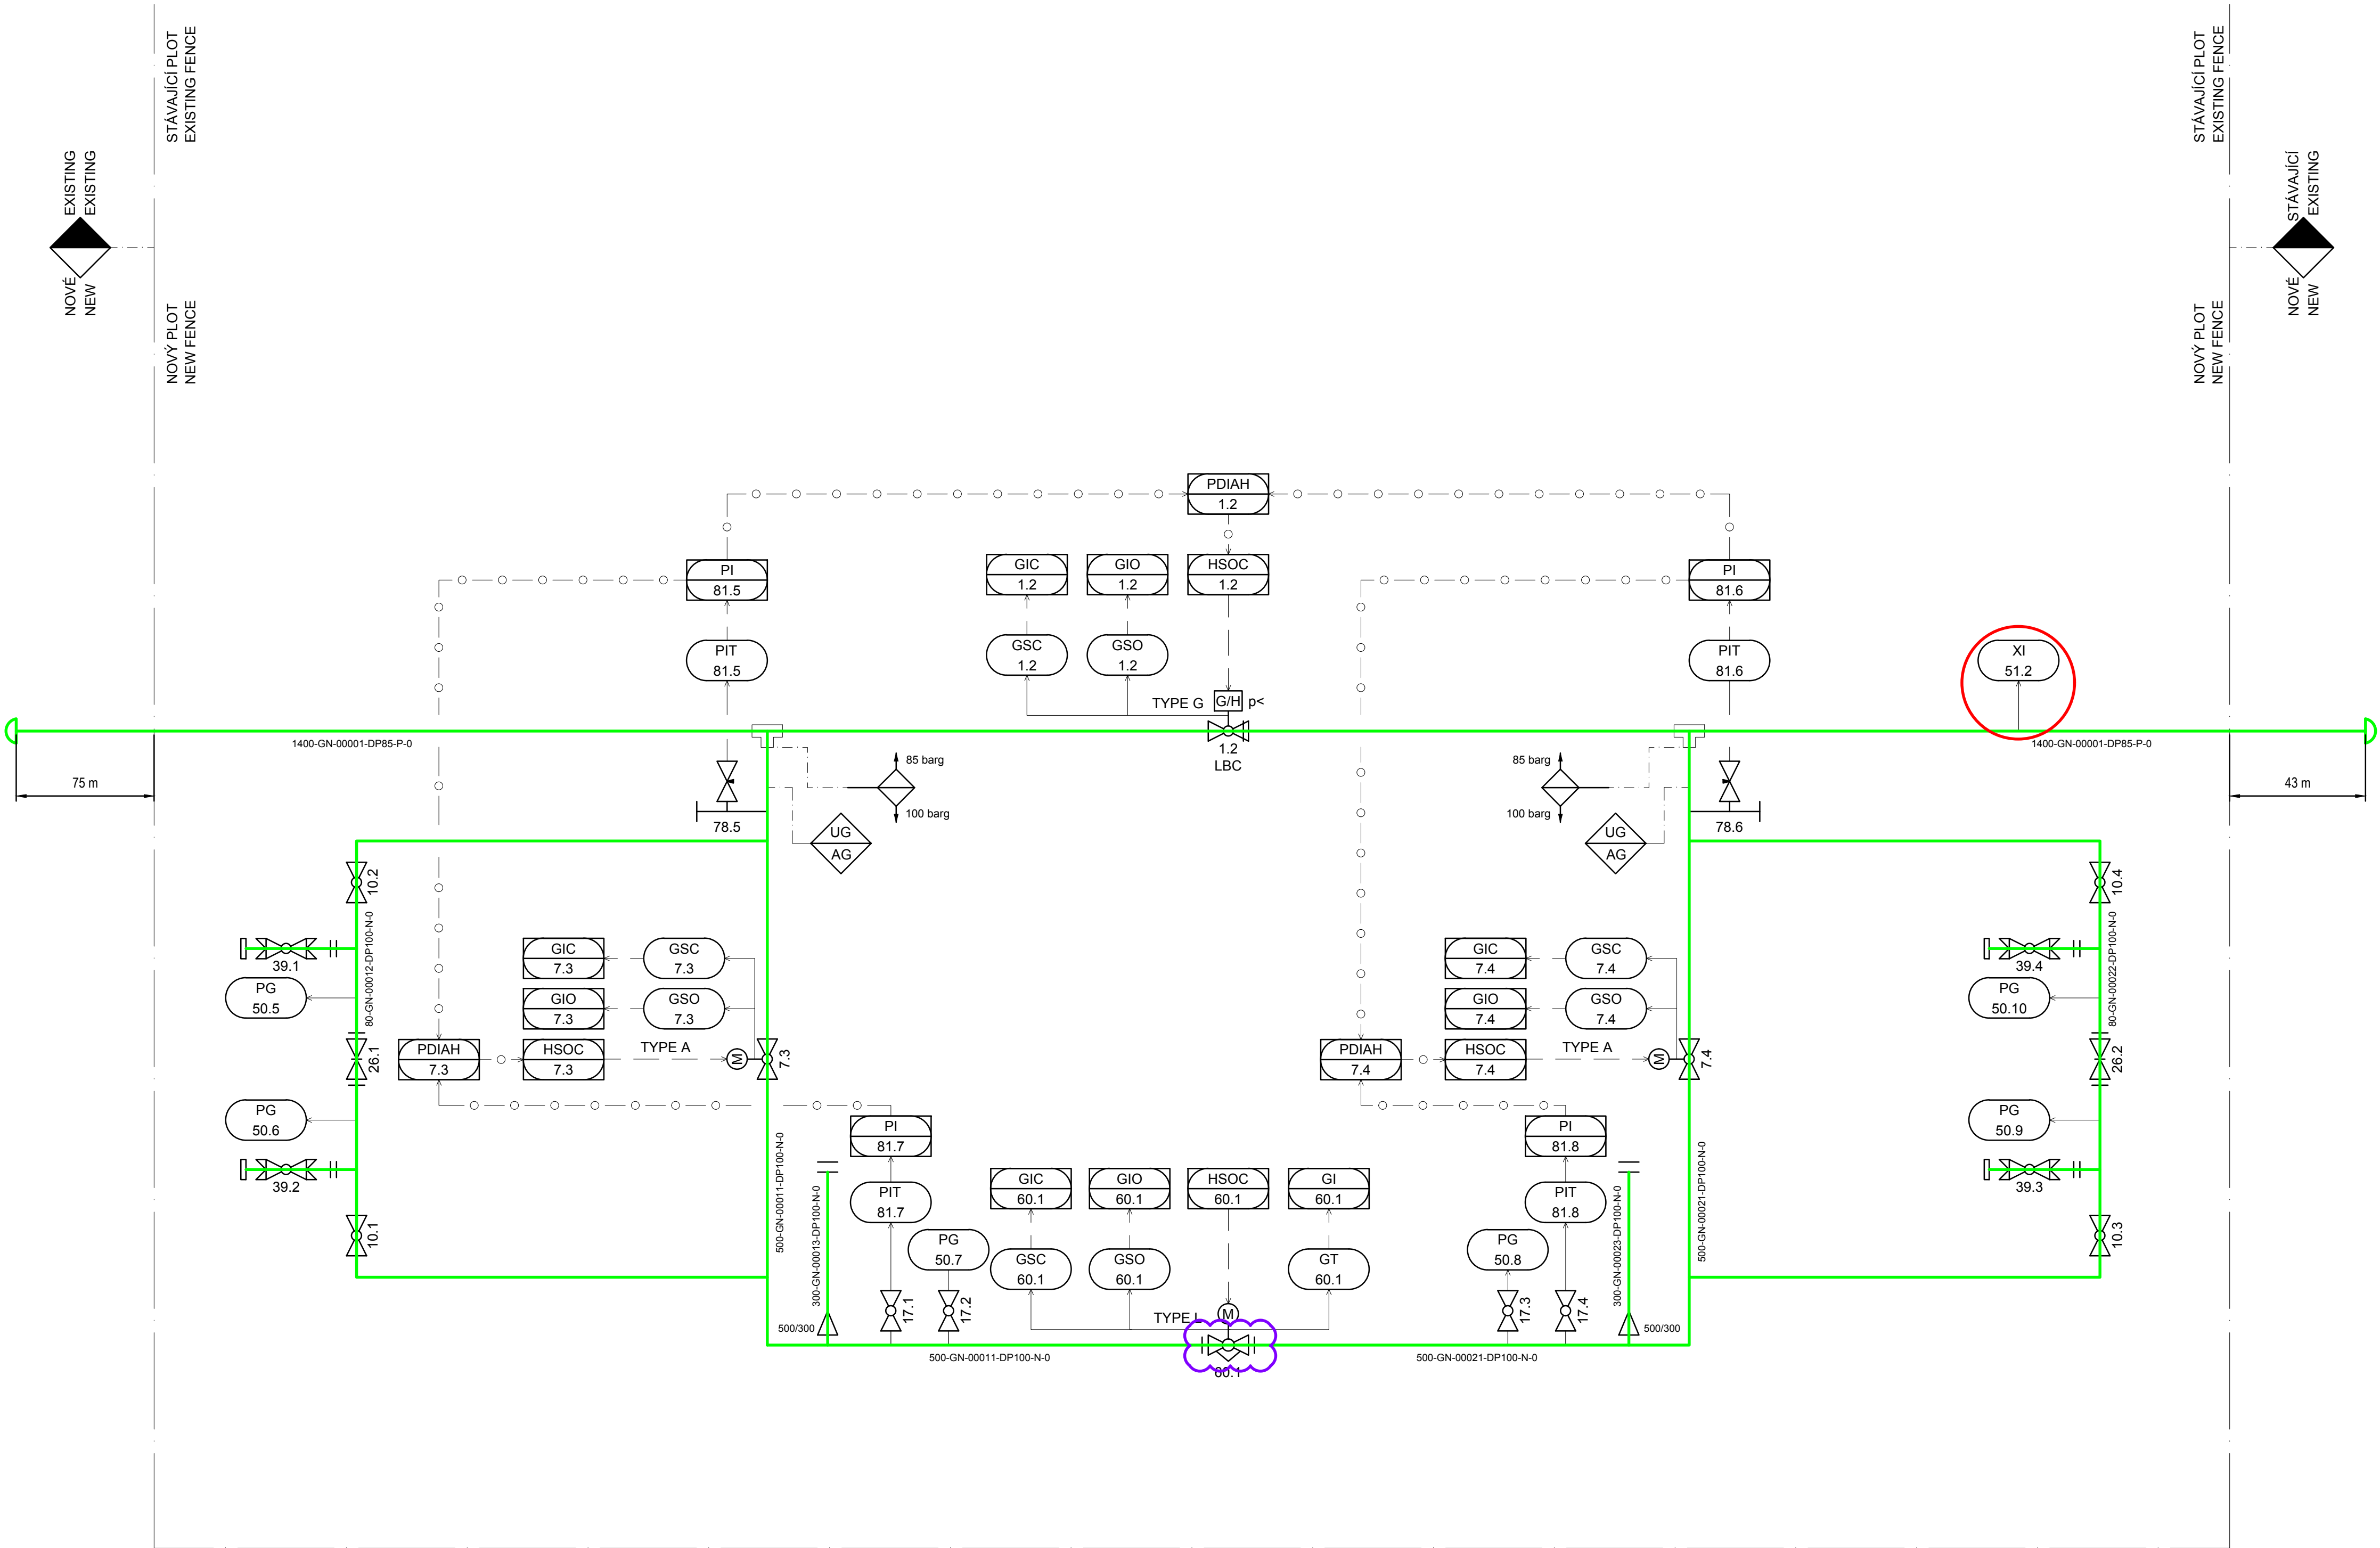 STÁVAJÍCÍ PLOT
EXISTING FENCE
STÁVAJÍCÍ PLOT
EXISTING FENCE
EXISTING
EXISTING
NOVÉ
NEW
STÁVAJÍCÍ
EXISTING
NOVÉ
NEW
NOVÝ PLOT
NEW FENCE
NOVÝ PLOT
NEW FENCE
PDIAH
1.2
PI
81.5
GIC
1.2
GIO
1.2
HSOC
1.2
PI
81.6
PIT
81.5
GSC
1.2
GSO
1.2
PIT
81.6
XI
51.2
TYPE G
G/H
p<
1400-GN-00001-DP85-P-0
1.2
LBC
1400-GN-00001-DP85-P-0
75 m
43 m
85 barg
100 barg
85 barg
100 barg
78.5
78.6
UG
AG
UG
AG
10.2
10.4
80-GN-00012-DP100-N-0
80-GN-00022-DP100-N-0
39.1
39.4
PG
50.5
PG
50.10
GIC
7.3
GSC
7.3
GIO
7.3
GSO
7.3
PDIAH
7.3
HSOC
7.3
TYPE A
M
7.3
GIC
7.4
GSC
7.4
GIO
7.4
GSO
7.4
PDIAH
7.4
HSOC
7.4
TYPE A
M
7.4
26.1
26.2
PG
50.6
PG
50.9
39.2
39.3
10.1
10.3
500-GN-00011-DP100-N-0
300-GN-00013-DP100-N-0
500/300
PI
81.7
PIT
81.7
PG
50.7
17.1
17.2
GIC
60.1
GIO
60.1
HSOC
60.1
GI
60.1
GSC
60.1
GSO
60.1
GT
60.1
TYPE L
M
60.1
PI
81.8
PIT
81.8
PG
50.8
17.3
17.4
300-GN-00023-DP100-N-0
500/300
500-GN-00021-DP100-N-0
500-GN-00011-DP100-N-0
500-GN-00021-DP100-N-0